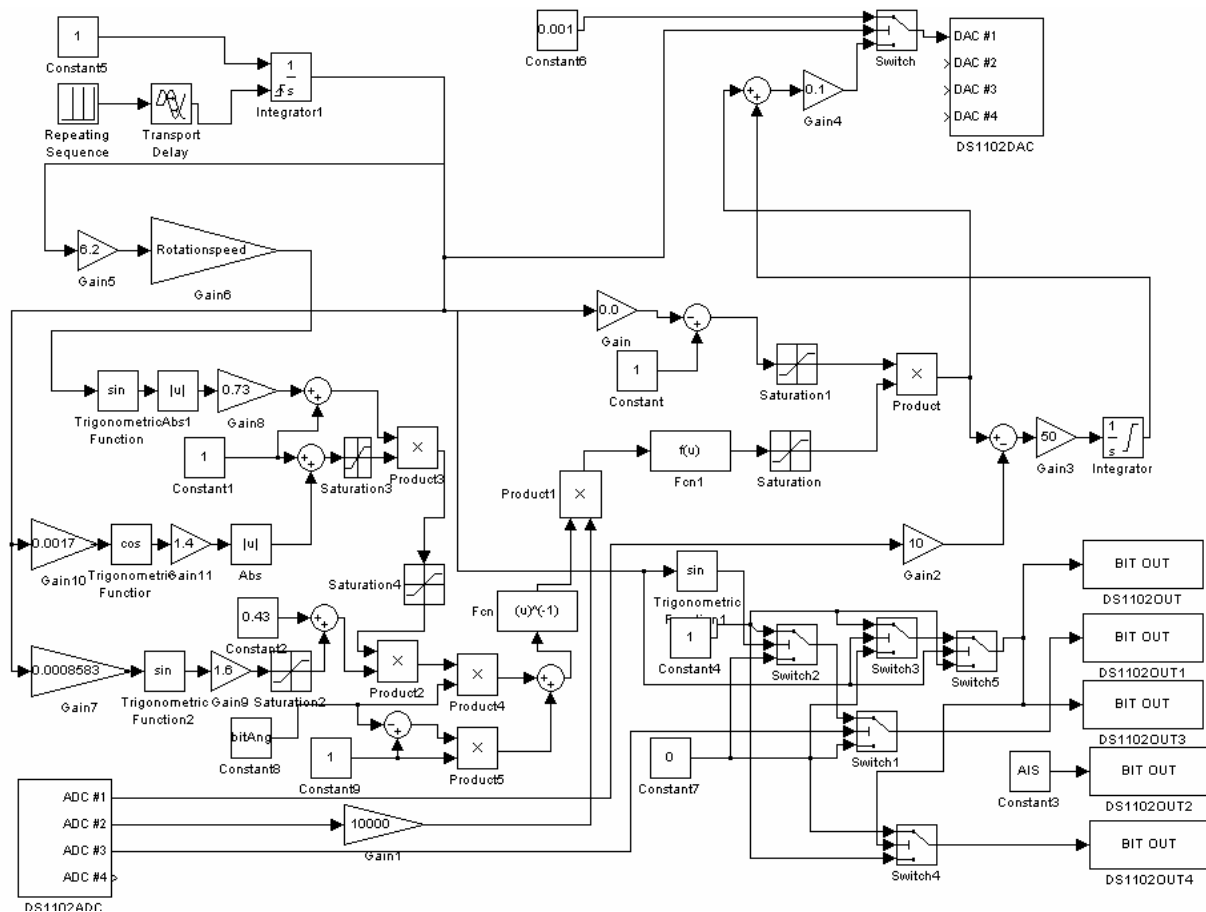 1
Constant5
Repeating
Sequence
Transport
Delay
1
s
Integrator1
0.001
Constant6
Switch
DAC #1
DAC #2
DAC #3
DAC #4
DS1102DAC
0.1
Gain4
6.2
Gain5
Rotationspeed
Gain6
0.0
Gain
1
Constant
Saturation1
Product
sin
Trigonometric
Function
|u|
Abs1
0.73
Gain8
1
Constant1
Saturation3
Product3
f(u)
Fcn1
Saturation
Product1
50
Gain3
1
s
Integrator
0.0017
Gain10
cos
Trigonometric
Function
1.4
Gain11
|u|
Abs
Saturation4
10
Gain2
0.43
Constant2
Fcn
(u)^(-1)
sin
Trigonometric
Function1
1
Constant4
Switch2
Switch3
Switch5
BIT OUT
DS1102OUT
BIT OUT
DS1102OUT1
0.0008583
Gain7
sin
Trigonometric
Function2
1.6
Gain9
Saturation2
Product2
Product4
bitAng
Constant8
1
Constant9
Product5
0
Constant7
Switch1
BIT OUT
DS1102OUT3
AIS
Constant3
BIT OUT
DS1102OUT2
ADC #1
ADC #2
ADC #3
ADC #4
DS1102ADC
10000
Gain1
Switch4
BIT OUT
DS1102OUT4